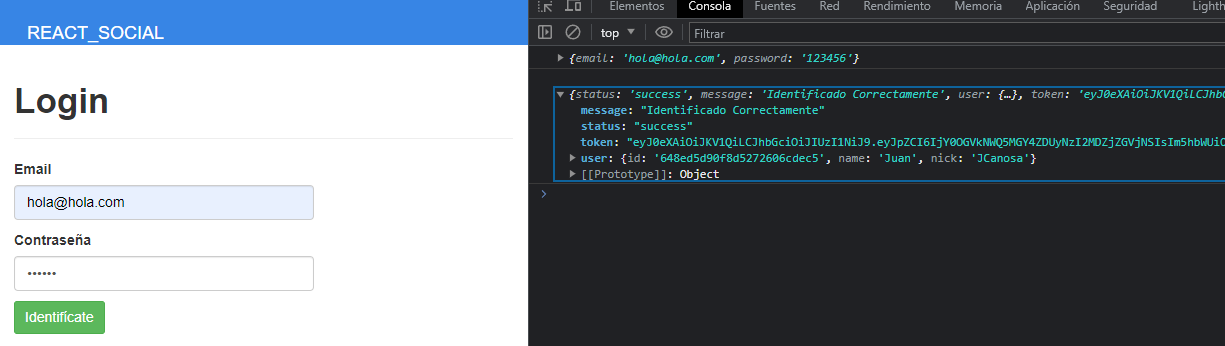 REACT_SOCIAL
Login
Email
hola@hola.com
Contraseña
••••••
Identifícate
Elementos Consola Fuentes Red Rendimiento Memoria Aplicación Seguridad Lighth
top ▼ Filtrar
▶ {email: 'hola@hola.com', password: '123456'}
▼ {status: 'success', message: 'Identificado Correctamente', user: {…}, token: 'eyJ0eXAiOiJKV1QiLCJhbG
message: "Identificado Correctamente"
status: "success"
token: "eyJ0eXAiOiJKV1QiLCJhbGciOiJIUzI1NiJ9.eyJpZCI6IjY0OGVkNWQ5MGY4ZDUyNzI2MDZjZGVjNSIsIm5hbWUiO
▶ user: {id: '648ed5d90f8d5272606cdec5', name: 'Juan', nick: 'JCanosa'}
▶ [[Prototype]]: Object